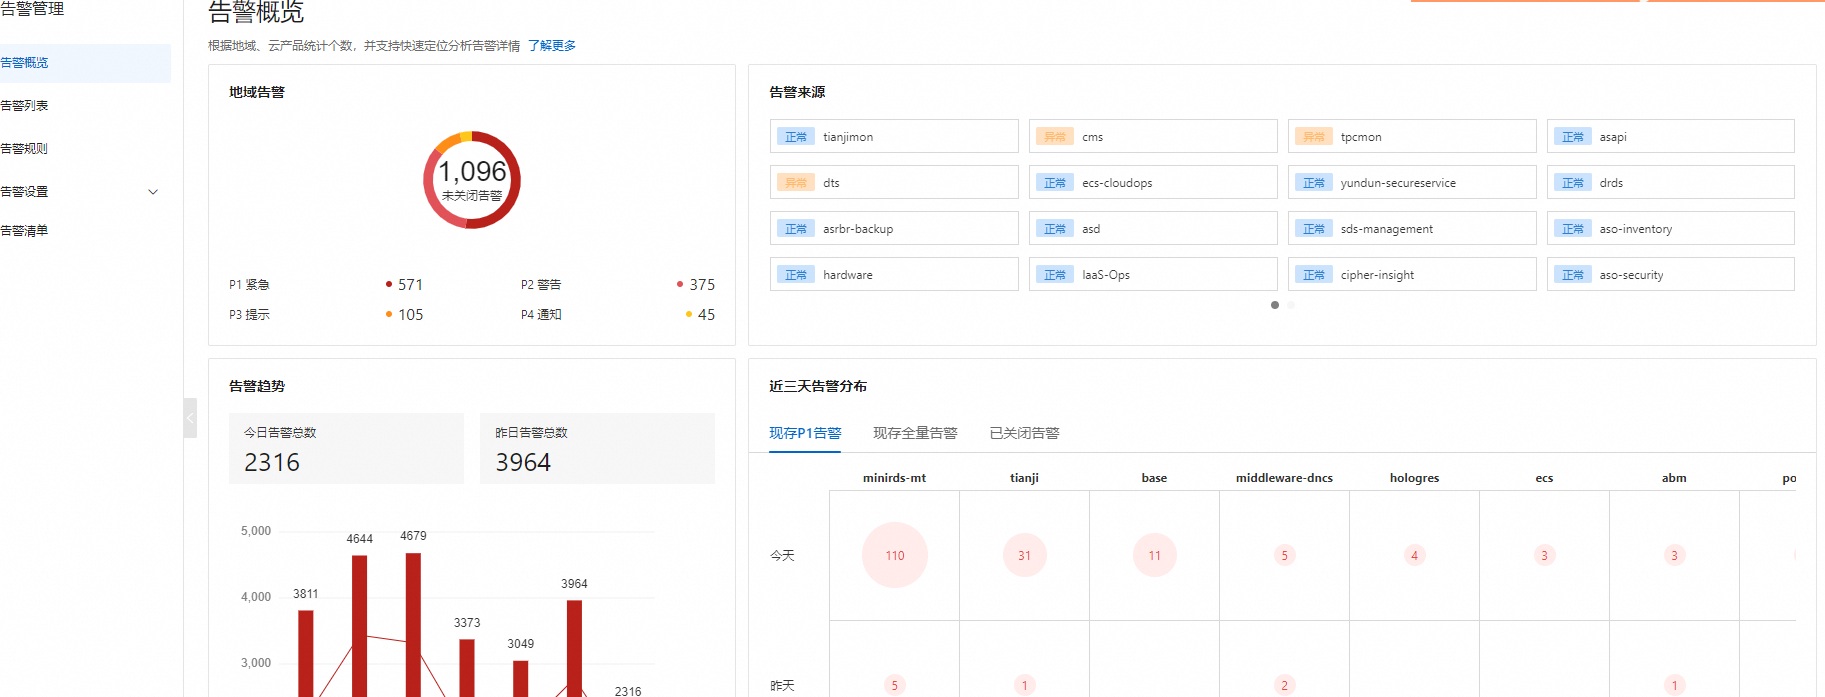 告警管理
告警概览
告警列表
告警规则
告警设置
告警清单
告警概览
根据地域、云产品统计个数，并支持快速定位分析告警详情 了解更多
地域告警
1,096
未关闭告警
P1 紧急 571 P2 警告 375
P3 提示 105 P4 通知 45
告警来源
正常 tianjimon 异常 cms 异常 tpcmon 正常 asapi
异常 dts 正常 ecs-cloudops 正常 yundun-secureservice 正常 drds
正常 asrbr-backup 正常 asd 正常 sds-management 正常 aso-inventory
正常 hardware 正常 IaaS-Ops 正常 cipher-insight 正常 aso-security
告警趋势
今日告警总数 昨日告警总数
2316 3964
5,000
4,000
3,000
3811 4644 4679 3373 3049 3964 2316
近三天告警分布
现存P1告警 现存全量告警 已关闭告警
minirds-mt tianji base middleware-dncs hologres ecs abm po
今天 110 31 11 5 4 3 3
昨天 5 1 2 1